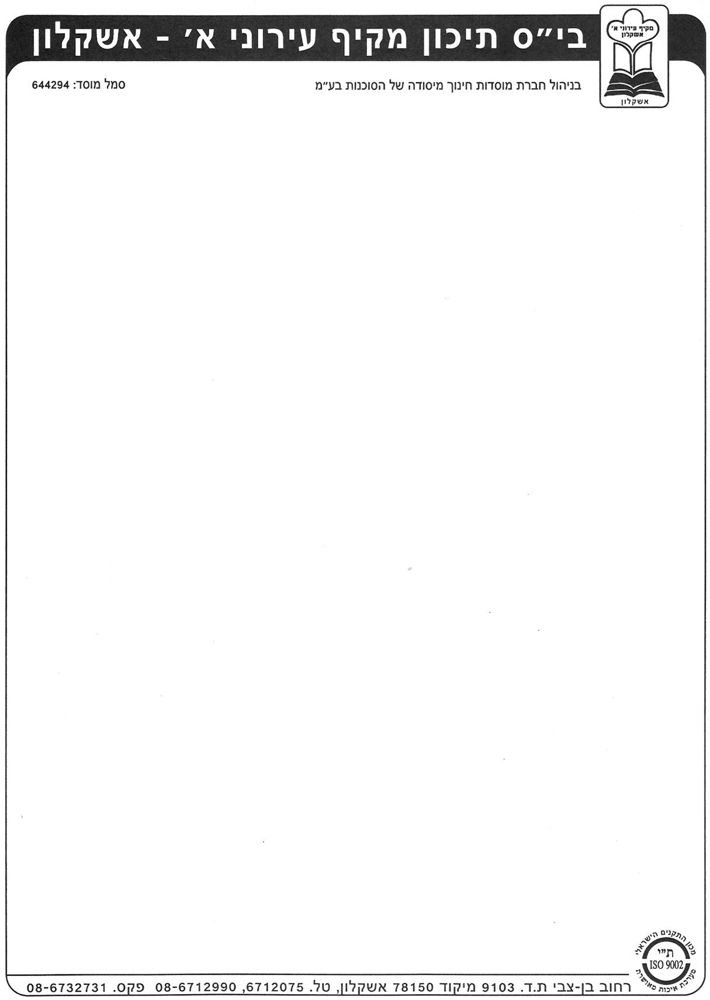 בי״ס תיכון מקיף עירוני א׳ - אשקלון
מקיף עירוני א׳
אשקלון
אשקלון
בניהול חברת מוסדות חינוך מיסודה של הסוכנות בע״מ
סמל מוסד: 644294
מכון התקנים הישראלי
ת״י
ISO 9002
מערכת איכות מאושרת
רחוב בן-צבי ת.ד. 9103 מיקוד 78150 אשקלון, טל. 6712075, 08-6712990 פקס. 08-6732731